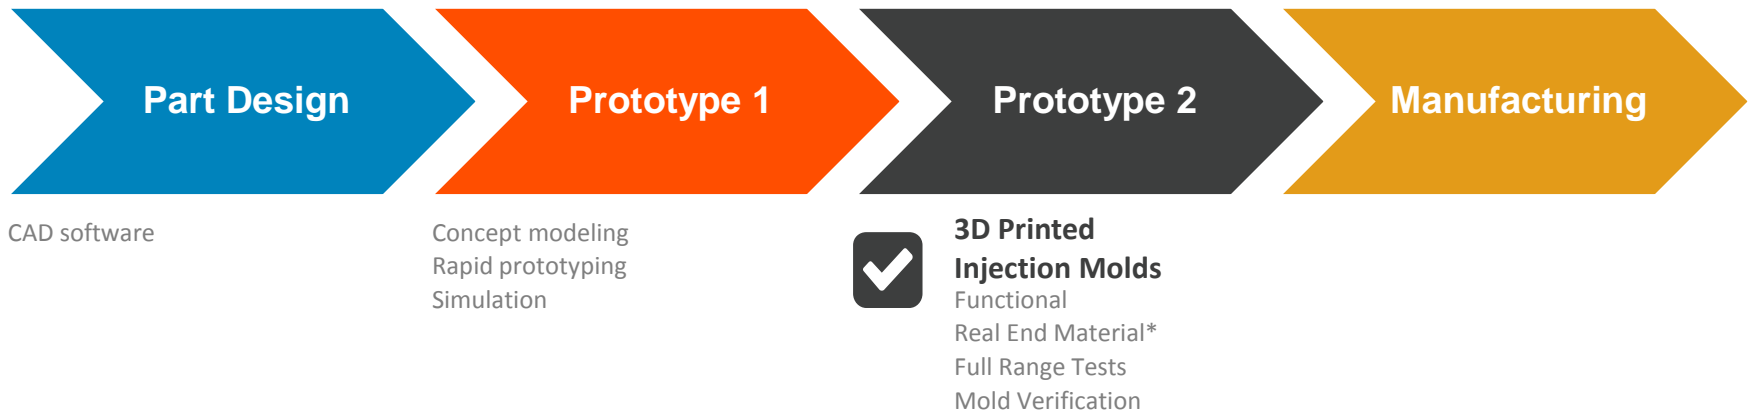 Part Design
Prototype 1
Prototype 2
Manufacturing
CAD software
Concept modeling
Rapid prototyping
Simulation
3D Printed
Injection Molds
Functional
Real End Material*
Full Range Tests
Mold Verification